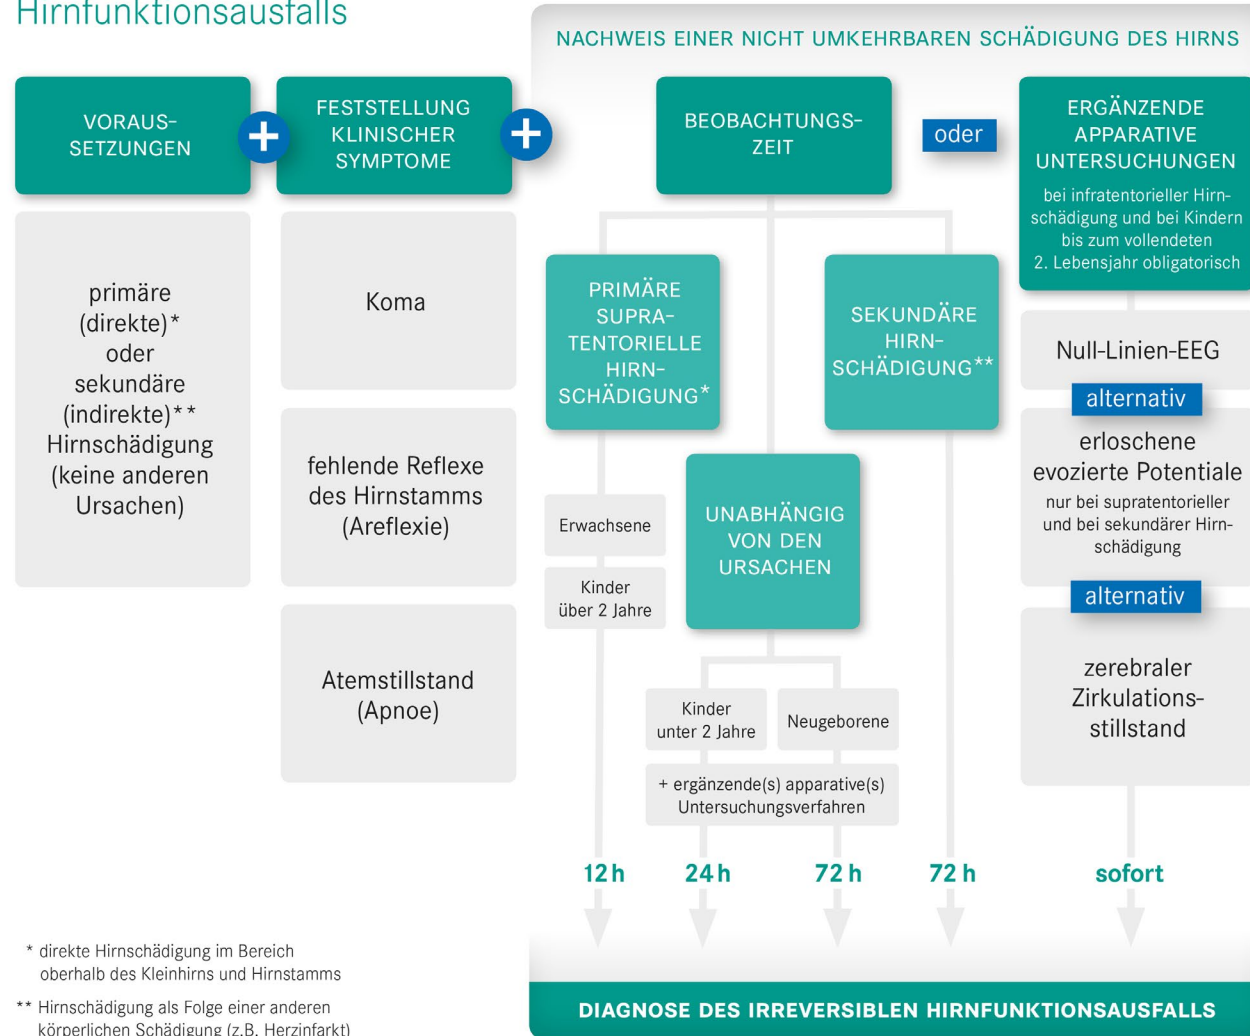 Hirnfunktionsausfalls
NACHWEIS EINER NICHT UMKEHRBAREN SCHÄDIGUNG DES HIRNS
VORAUS-
SETZUNGEN
+
FESTSTELLUNG
KLINISCHER
SYMPTOME
+
BEOBACHTUNGS-
ZEIT
oder
ERGÄNZENDE
APPARATIVE
UNTERSUCHUNGEN
bei infratentorieller Hirn-
schädigung und bei Kindern
bis zum vollendeten
2. Lebensjahr obligatorisch
primäre
(direkte)*
oder
sekundäre
(indirekte)**
Hirnschädigung
(keine anderen
Ursachen)
Koma
fehlende Reflexe
des Hirnstamms
(Areflexie)
Atemstillstand
(Apnoe)
PRIMÄRE
SUPRA-
TENTORIELLE
HIRN-
SCHÄDIGUNG*
Erwachsene
Kinder
über 2 Jahre
UNABHÄNGIG
VON DEN
URSACHEN
Kinder
unter 2 Jahre
Neugeborene
+ ergänzende(s) apparative(s)
Untersuchungsverfahren
SEKUNDÄRE
HIRN-
SCHÄDIGUNG**
Null-Linien-EEG
alternativ
erloschene
evozierte Potentiale
nur bei supratentorieller
und bei sekundärer Hirn-
schädigung
alternativ
zerebraler
Zirkulations-
stillstand
12 h
24 h
72 h
72 h
sofort
DIAGNOSE DES IRREVERSIBLEN HIRNFUNKTIONSAUSFALLS
* direkte Hirnschädigung im Bereich
oberhalb des Kleinhirns und Hirnstamms
** Hirnschädigung als Folge einer anderen
körperlichen Schädigung (z.B. Herzinfarkt)